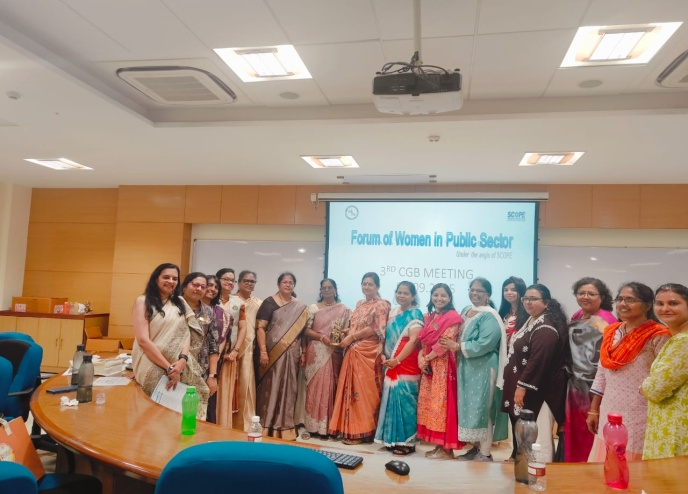 SCOPE
Forum of Women in Public Sector
Under the aegis of SCOPE
3RD CGB MEETING